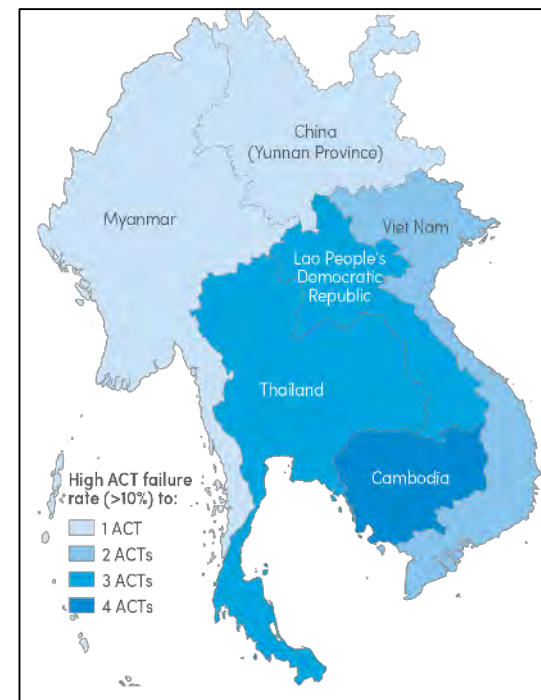 China
(Yunnan Province)
Myanmar
Viet Nam
Lao People's
Democratic
Republic
Thailand
Cambodia
High ACT failure
rate (>10%) to:
1 ACT
2 ACTs
3 ACTs
4 ACTs